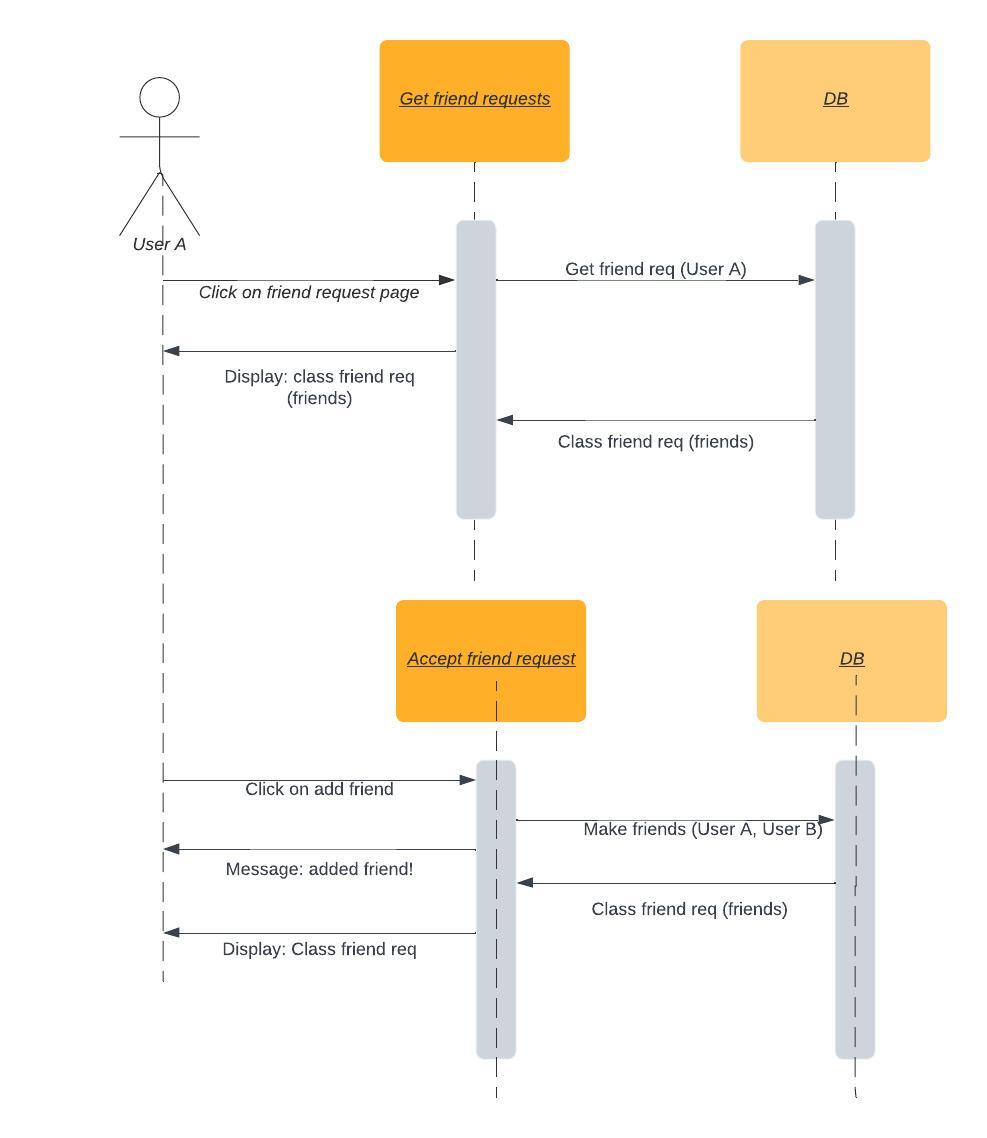 Get friend requests
DB
User A
Get friend req (User A)
Click on friend request page
Display: class friend req
(friends)
Class friend req (friends)
Accept friend request
DB
Click on add friend
Make friends (User A, User B)
Message: added friend!
Class friend req (friends)
Display: Class friend req